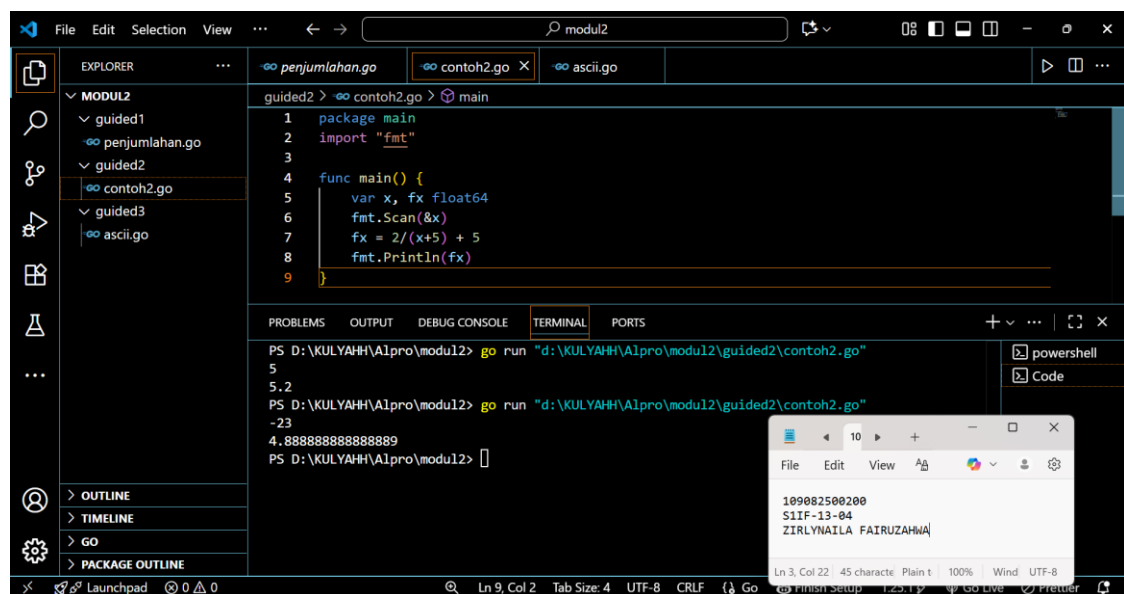 File Edit Selection View ··· modul2
EXPLORER ···
penjumlahan.go contoh2.go ascii.go
MODUL2
guided1
penjumlahan.go
guided2
contoh2.go
guided3
ascii.go
guided2 > contoh2.go > main
1 package main
2 import "fmt"
3
4 func main() {
5 var x, fx float64
6 fmt.Scan(&x)
7 fx = 2/(x+5) + 5
8 fmt.Println(fx)
9 }
PROBLEMS OUTPUT DEBUG CONSOLE TERMINAL PORTS
PS D:\KULYAHH\Alpro\modul2> go run "d:\KULYAHH\Alpro\modul2\guided2\contoh2.go"
5
5.2
PS D:\KULYAHH\Alpro\modul2> go run "d:\KULYAHH\Alpro\modul2\guided2\contoh2.go"
-23
4.888888888888889
PS D:\KULYAHH\Alpro\modul2>
powershell
Code
OUTLINE
TIMELINE
GO
PACKAGE OUTLINE
10
File Edit View
109082500200
S1IF-13-04
ZIRLYNAILA FAIRUZAHWA
Ln 3, Col 22 45 characte Plain t 100% Wind UTF-8
Launchpad 0 0 Ln 9, Col 2 Tab Size: 4 UTF-8 CRLF Go Finish Setup Go Live Prettier